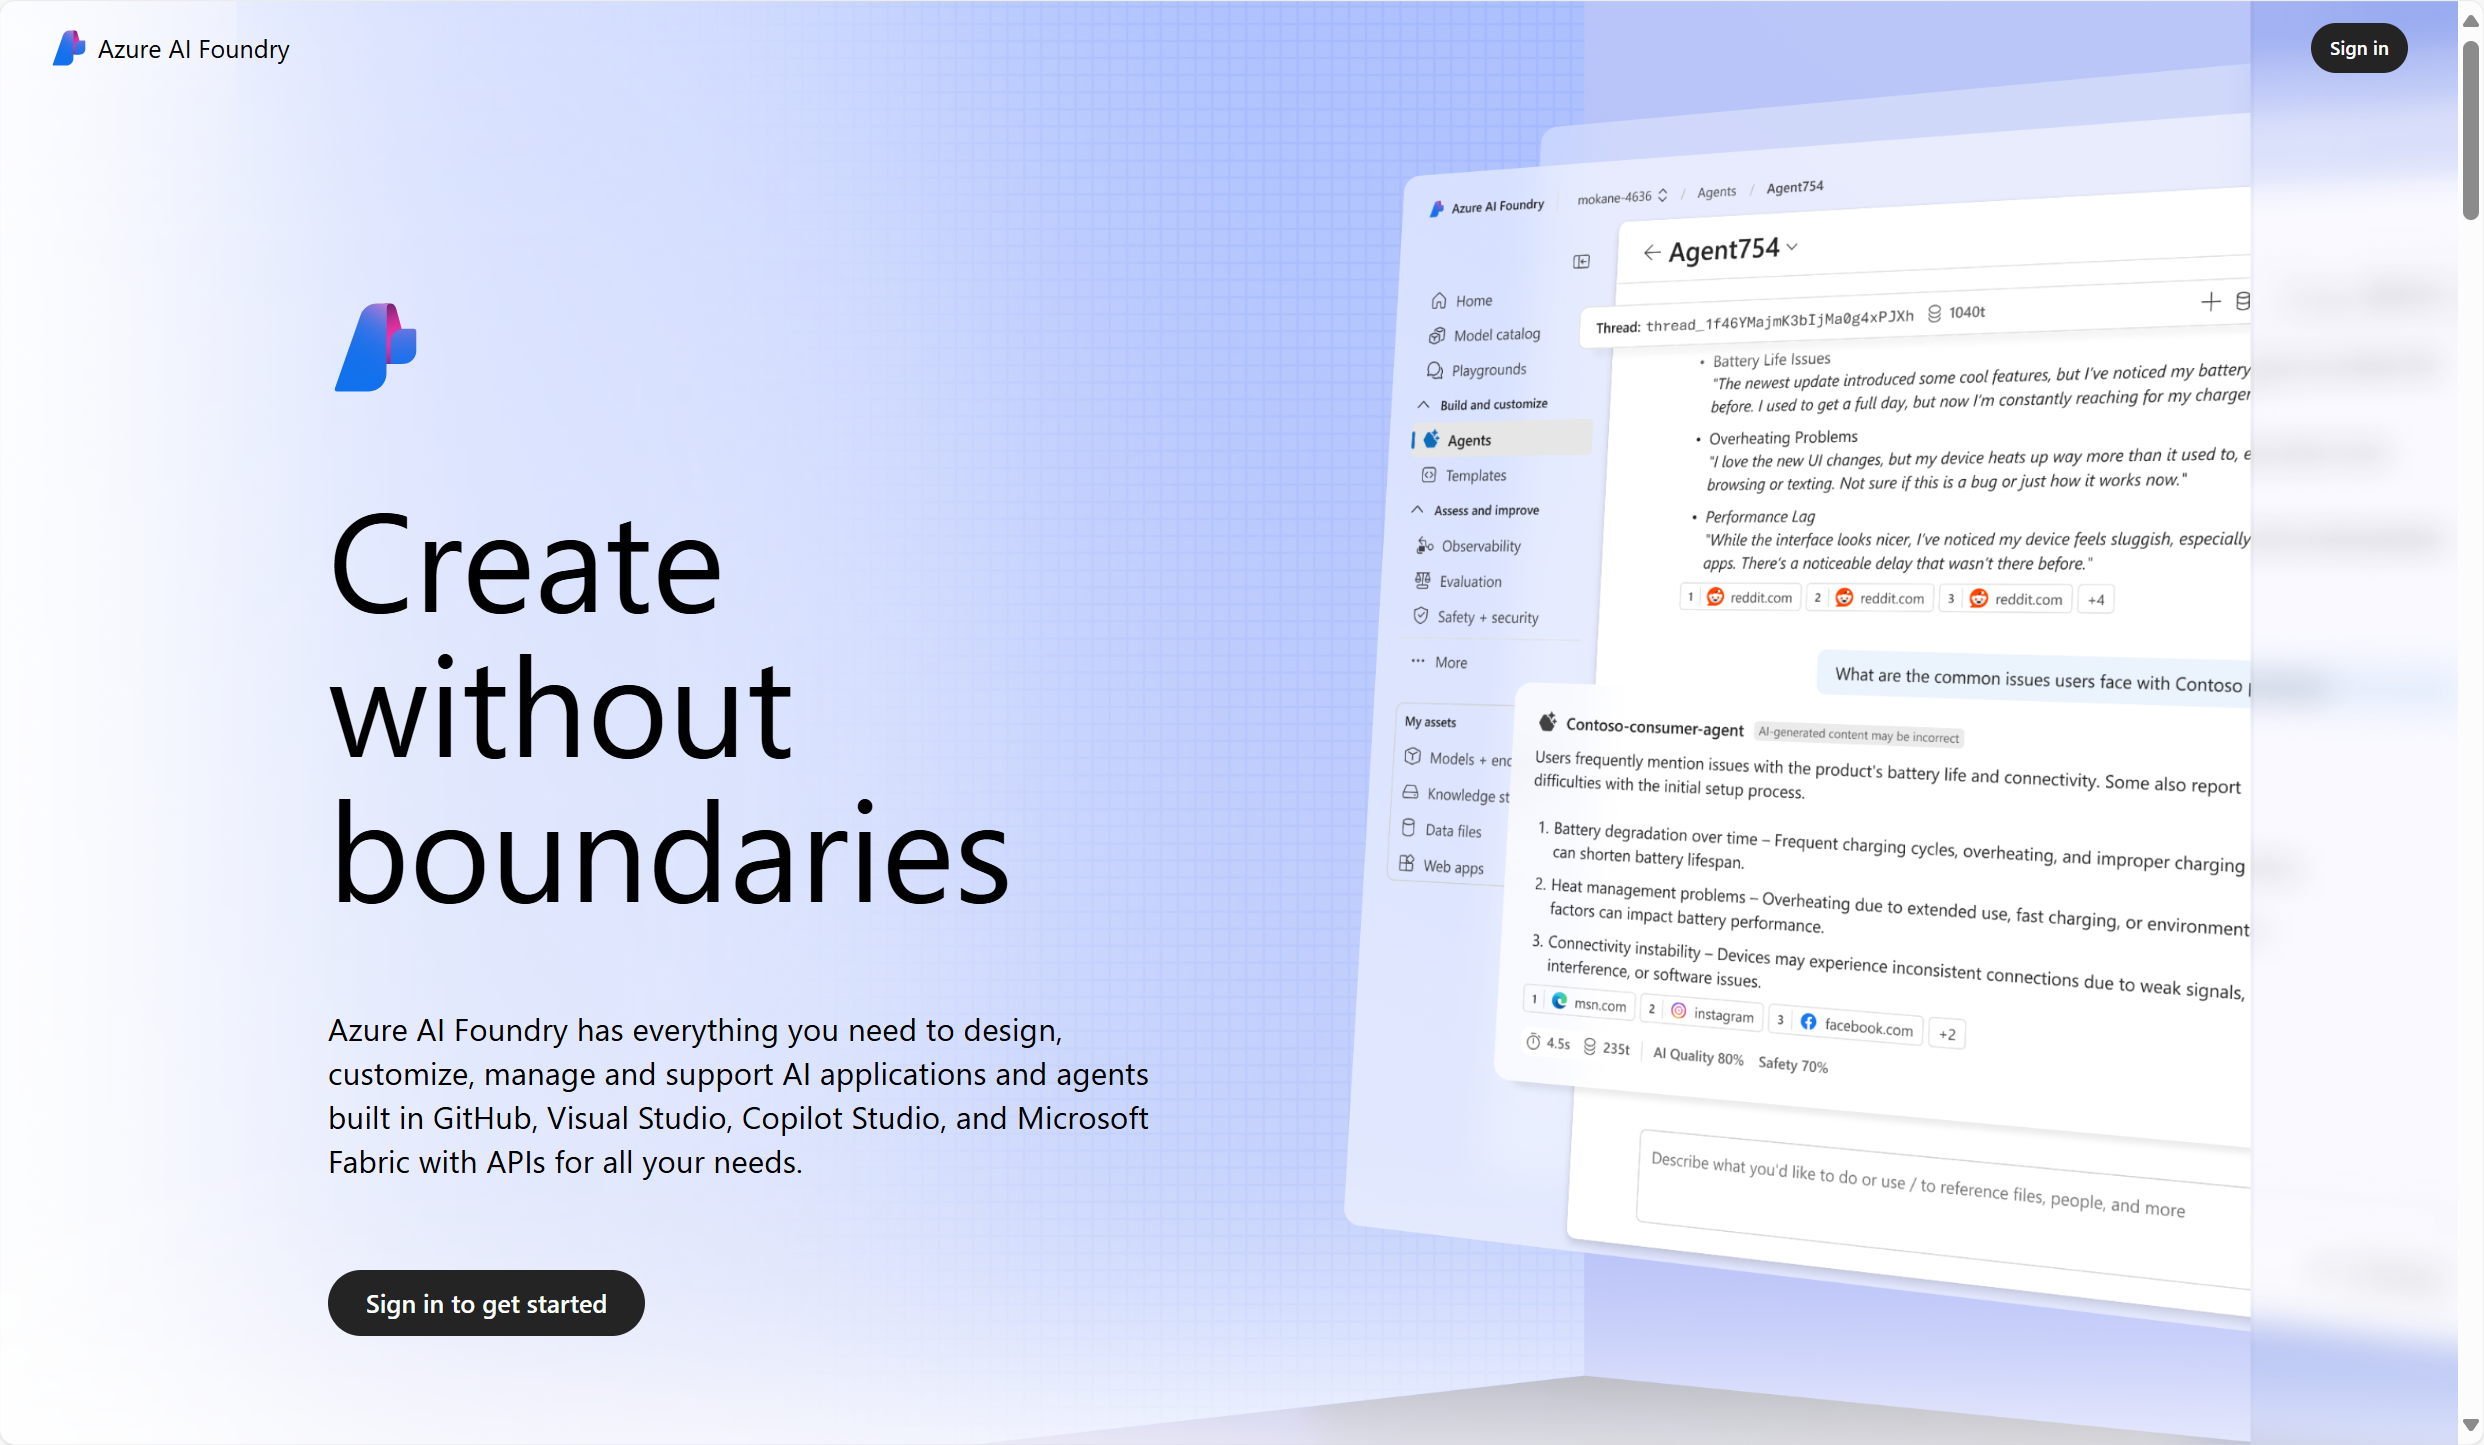 Azure AI Foundry
Sign in
Create
without
boundaries
Azure AI Foundry has everything you need to design,
customize, manage and support AI applications and agents
built in GitHub, Visual Studio, Copilot Studio, and Microsoft
Fabric with APIs for all your needs.
Sign in to get started
Azure AI Foundry
mokane-4636 / Agents / Agent754
Home
Model catalog
Playgrounds
Build and customize
Agents
Templates
Assess and improve
Observability
Evaluation
Safety + security
More
My assets
Models +
Knowledge
Data files
Web apps
Agent754
Thread: thread_1f46YMajmK3bIjMa0g4xPJXh 1040t
• Battery Life Issues
"The newest update introduced some cool features, but I've noticed my battery
before. I used to get a full day, but now I'm constantly reaching for my charger
• Overheating Problems
"I love the new UI changes, but my device heats up way more than it used to,
browsing or texting. Not sure if this is a bug or just how it works now."
• Performance Lag
"While the interface looks nicer, I've noticed my device feels sluggish, especially
apps. There's a noticeable delay that wasn't there before."
1 reddit.com 2 reddit.com 3 reddit.com +4
What are the common issues users face with Contoso
Contoso-consumer-agent AI-generated content may be incorrect
Users frequently mention issues with the product's battery life and connectivity. Some also report
difficulties with the initial setup process.
1. Battery degradation over time – Frequent charging cycles, overheating, and improper charging
can shorten battery lifespan.
2. Heat management problems – Overheating due to extended use, fast charging, or environment
factors can impact battery performance.
3. Connectivity instability – Devices may experience inconsistent connections due to weak signals,
interference, or software issues.
1 msn.com 2 instagram 3 facebook.com +2
4.5s 235t AI Quality 80% Safety 70%
Describe what you'd like to do or use / to reference files, people, and more